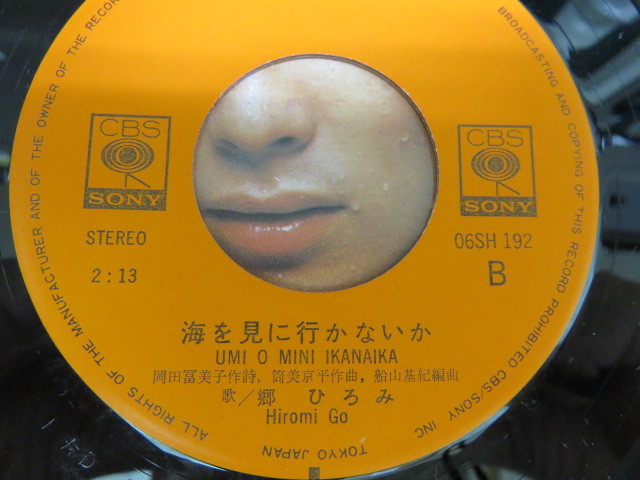 ALL RIGHTS OF THE MANUFACTURER AND OF THE OWNER OF THE RECOR
BROADCASTING AND COPYING OF THIS RECORD PROHIBITED CBS/SONY INC
TOKYO JAPAN
CBS
SONY
CBS
SONY
STEREO
2:13
06SH 192
B
海を見に行かないか
UMI O MINI IKANAIKA
岡田冨美子作詩, 筒美京平作曲, 船山基紀編曲
歌/郷 ひろみ
Hiromi Go